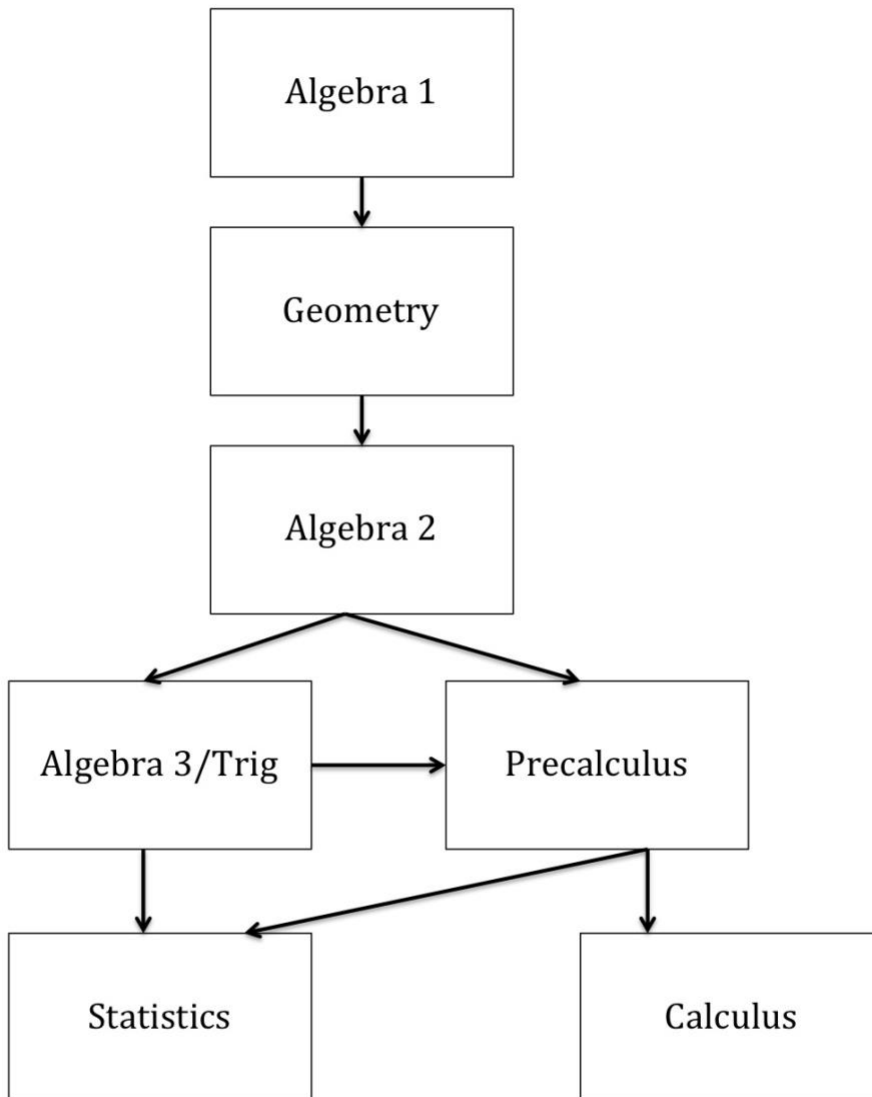 Algebra 1
Geometry
Algebra 2
Algebra 3/Trig
Precalculus
Statistics
Calculus